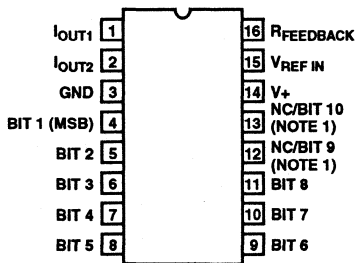 IOUT1 1
IOUT2 2
GND 3
BIT 1 (MSB) 4
BIT 2 5
BIT 3 6
BIT 4 7
BIT 5 8
16 RFEEDBACK
15 VREF IN
14 V+
13 NC/BIT 10
(NOTE 1)
12 NC/BIT 9
(NOTE 1)
11 BIT 8
10 BIT 7
9 BIT 6